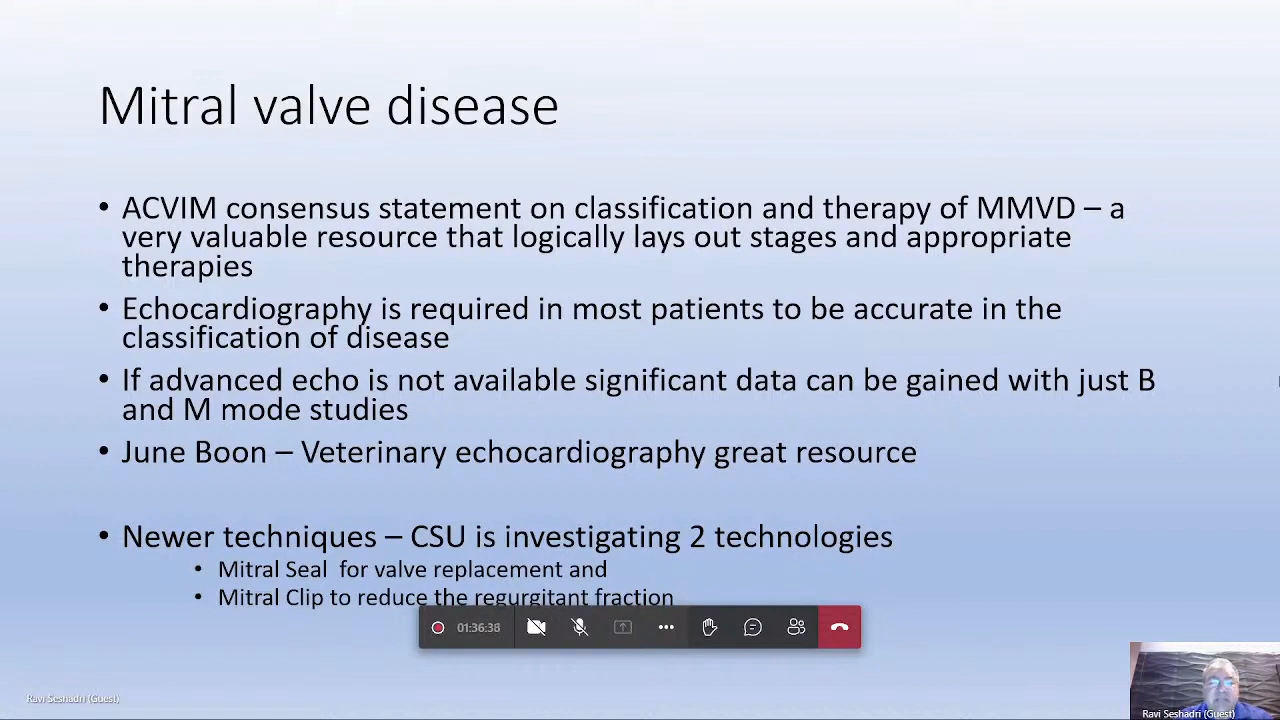 Mitral valve disease
• ACVIM consensus statement on classification and therapy of MMVD – a
very valuable resource that logically lays out stages and appropriate
therapies
• Echocardiography is required in most patients to be accurate in the
classification of disease
• If advanced echo is not available significant data can be gained with just B
and M mode studies
• June Boon – Veterinary echocardiography great resource
• Newer techniques – CSU is investigating 2 technologies
• Mitral Seal for valve replacement and
• Mitral Clip to reduce the regurgitant fraction
01:36:38
Ravi Seshadri (Guest)
Ravi Seshadri (Guest)